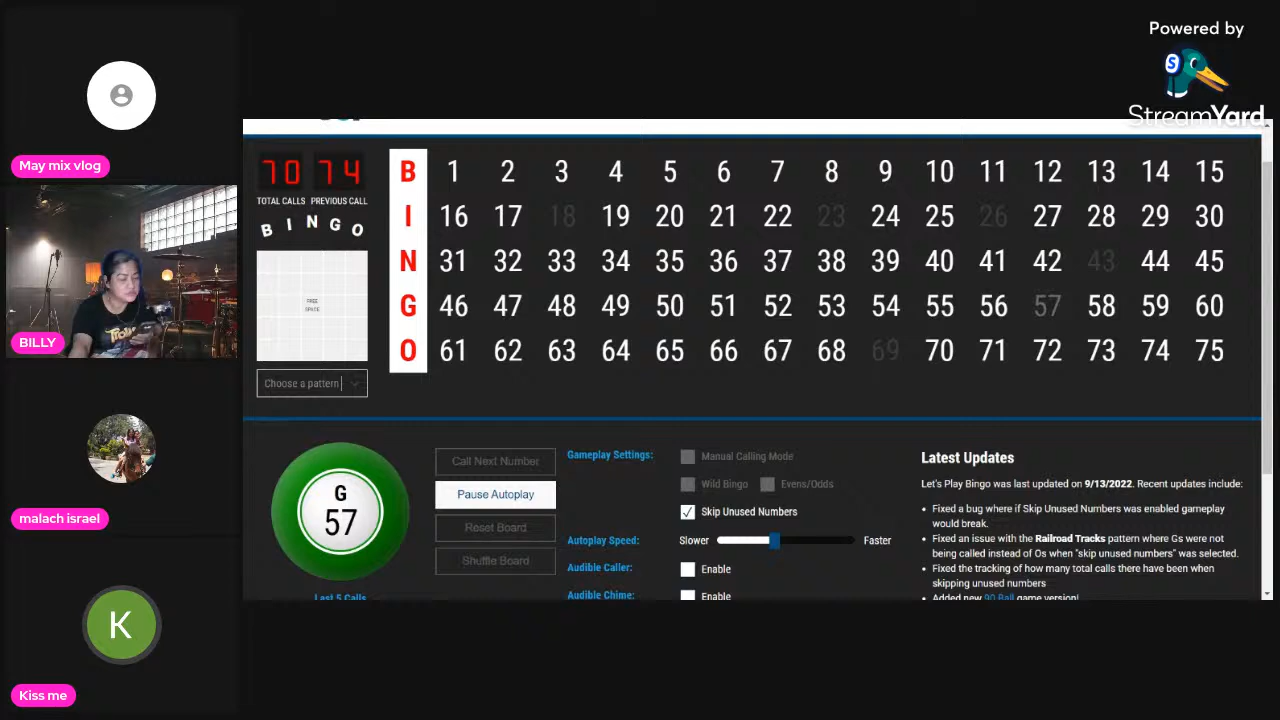 Powered by
S
StreamYard
May mix vlog
BILLY
malach israel
K
Kiss me
70 74
TOTAL CALLS PREVIOUS CALL
BINGO
FREE
SPACE
Choose a pattern
B 1 2 3 4 5 6 7 8 9 10 11 12 13 14 15
I 16 17 18 19 20 21 22 23 24 25 26 27 28 29 30
N 31 32 33 34 35 36 37 38 39 40 41 42 43 44 45
G 46 47 48 49 50 51 52 53 54 55 56 57 58 59 60
O 61 62 63 64 65 66 67 68 69 70 71 72 73 74 75
G
57
Last 5 Calls
Call Next Number
Pause Autoplay
Reset Board
Shuffle Board
Gameplay Settings:
Manual Calling Mode
Wild Bingo Evens/Odds
Skip Unused Numbers
Autoplay Speed: Slower Faster
Audible Caller: Enable
Audible Chime: Enable
Latest Updates
Let's Play Bingo was last updated on 9/13/2022. Recent updates include:
• Fixed a bug where if Skip Unused Numbers was enabled gameplay
would break.
• Fixed an issue with the Railroad Tracks pattern where Gs were not
being called instead of Os when "skip unused numbers" was selected.
• Fixed the tracking of how many total calls there have been when
skipping unused numbers
• Added new 90 Ball game version!